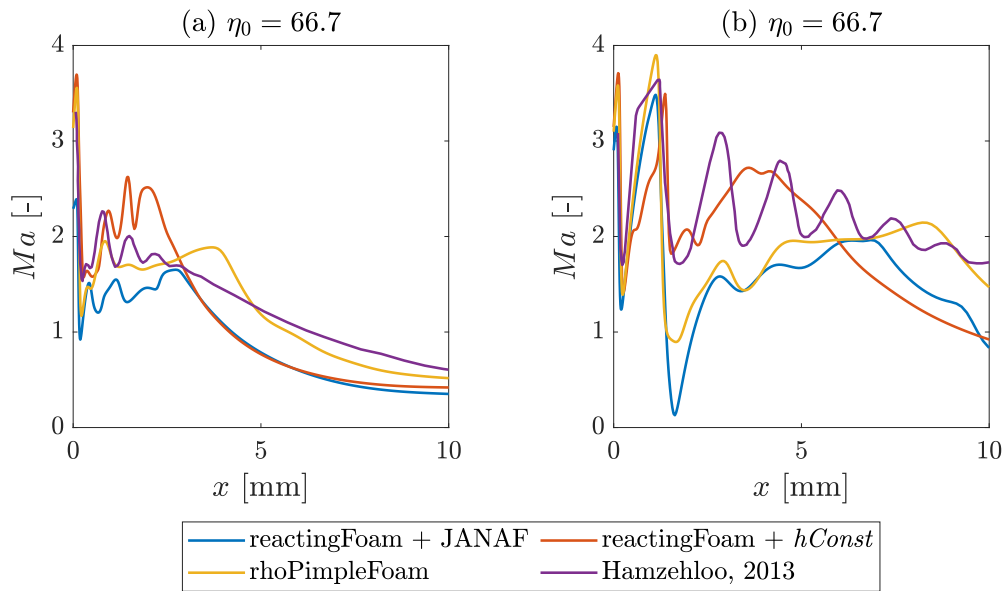 (a) η₀ = 66.7
(b) η₀ = 66.7
4
3
2
1
0
Ma [-]
0
5
10
x [mm]
4
3
2
1
0
Ma [-]
0
5
10
x [mm]
reactingFoam + JANAF
reactingFoam + hConst
rhoPimpleFoam
Hamzehloo, 2013